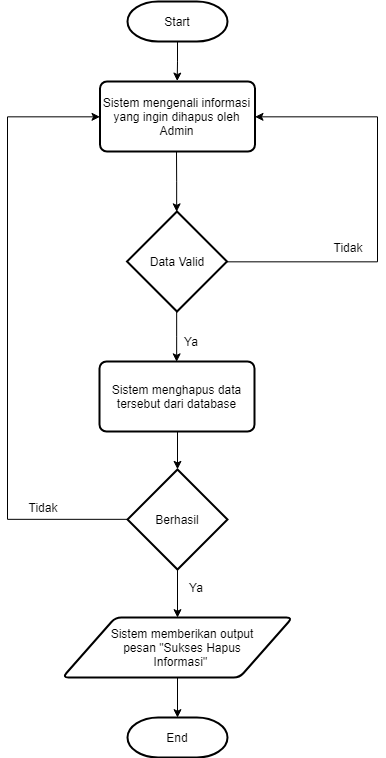 Start
Sistem mengenali informasi
yang ingin dihapus oleh
Admin
Data Valid
Tidak
Ya
Sistem menghapus data
tersebut dari database
Tidak
Berhasil
Ya
Sistem memberikan output
pesan "Sukses Hapus
Informasi"
End